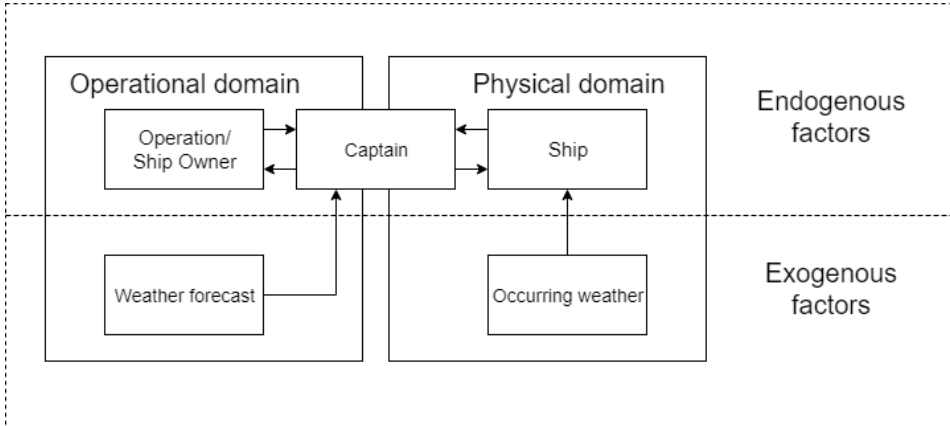 Operational domain
Physical domain
Endogenous
factors
Operation/
Ship Owner
Captain
Ship
Weather forecast
Occurring weather
Exogenous
factors